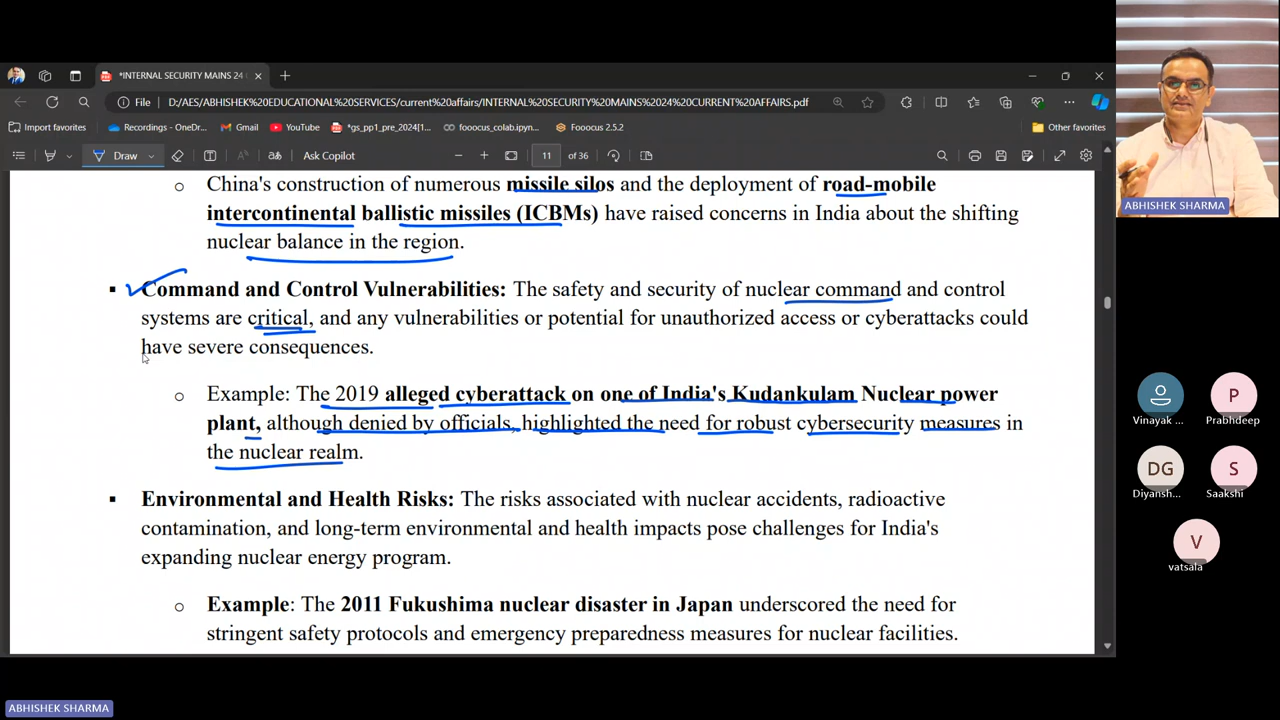 *INTERNAL SECURITY MAINS 24
File
D:/AES/ABHISHEK%20EDUCATIONAL%20SERVICES/current%20affairs/INTERNAL%20SECURITY%20MAINS%202024%20CURRENT%20AFFAIRS.pdf
Import favorites
Recordings - OneDr...
Gmail
YouTube
*gs_pp1_pre_2024[1...
fooocus_colab.ipyn...
Foooccus 2.5.2
Other favorites
Draw
Ask Copilot
11 of 36
China's construction of numerous missile silos and the deployment of road-mobile
intercontinental ballistic missiles (ICBMs) have raised concerns in India about the shifting
nuclear balance in the region.
Command and Control Vulnerabilities: The safety and security of nuclear command and control
systems are critical, and any vulnerabilities or potential for unauthorized access or cyberattacks could
have severe consequences.
Example: The 2019 alleged cyberattack on one of India's Kudankulam Nuclear power
plant, although denied by officials, highlighted the need for robust cybersecurity measures in
the nuclear realm.
Environmental and Health Risks: The risks associated with nuclear accidents, radioactive
contamination, and long-term environmental and health impacts pose challenges for India's
expanding nuclear energy program.
Example: The 2011 Fukushima nuclear disaster in Japan underscored the need for
stringent safety protocols and emergency preparedness measures for nuclear facilities.
ABHISHEK SHARMA
Vinayak ...
P
Prabhdeep
DG
Diyansh...
S
Saakshi
V
vatsala
ABHISHEK SHARMA